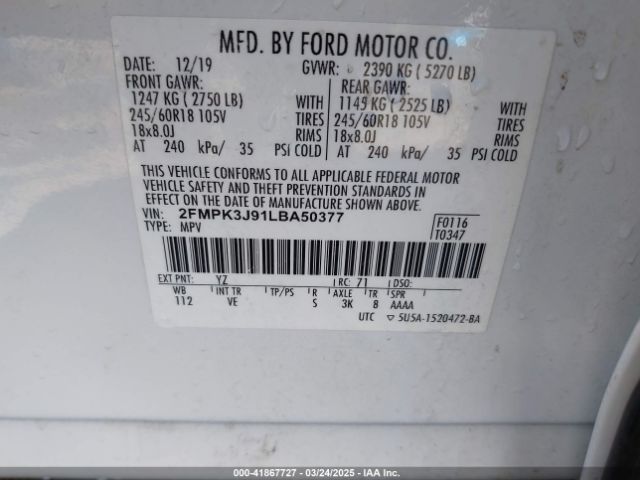 MFD. BY FORD MOTOR CO.
DATE: 12/19 GVWR: 2390 KG ( 5270 LB)
FRONT GAWR: REAR GAWR:
1247 KG ( 2750 LB) WITH 1145 KG ( 2525 LB) WITH
245/60R18 105V TIRES 245/60R18 105V TIRES
18x8.0J RIMS 18x8.0J RIMS
AT 240 kPa/ 35 PSI COLD AT 240 kPa/ 35 PSI COLD
THIS VEHICLE CONFORMS TO ALL APPLICABLE FEDERAL MOTOR
VEHICLE SAFETY AND THEFT PREVENTION STANDARDS IN
EFFECT ON THE DATE OF MANUFACTURE SHOWN ABOVE.
VIN: 2FMPK3J91LBA50377
TYPE: MPV
F0116
T0347
EXT PNT: YZ RC: 71 DSO:
WB INT TR TP/PS R AXLE TR SPR
112 VE S 3K 8 AAAA
UTC ▽ 5U5A-1520472-BA
000-41867727 - 03/24/2025 - IAAI.COM